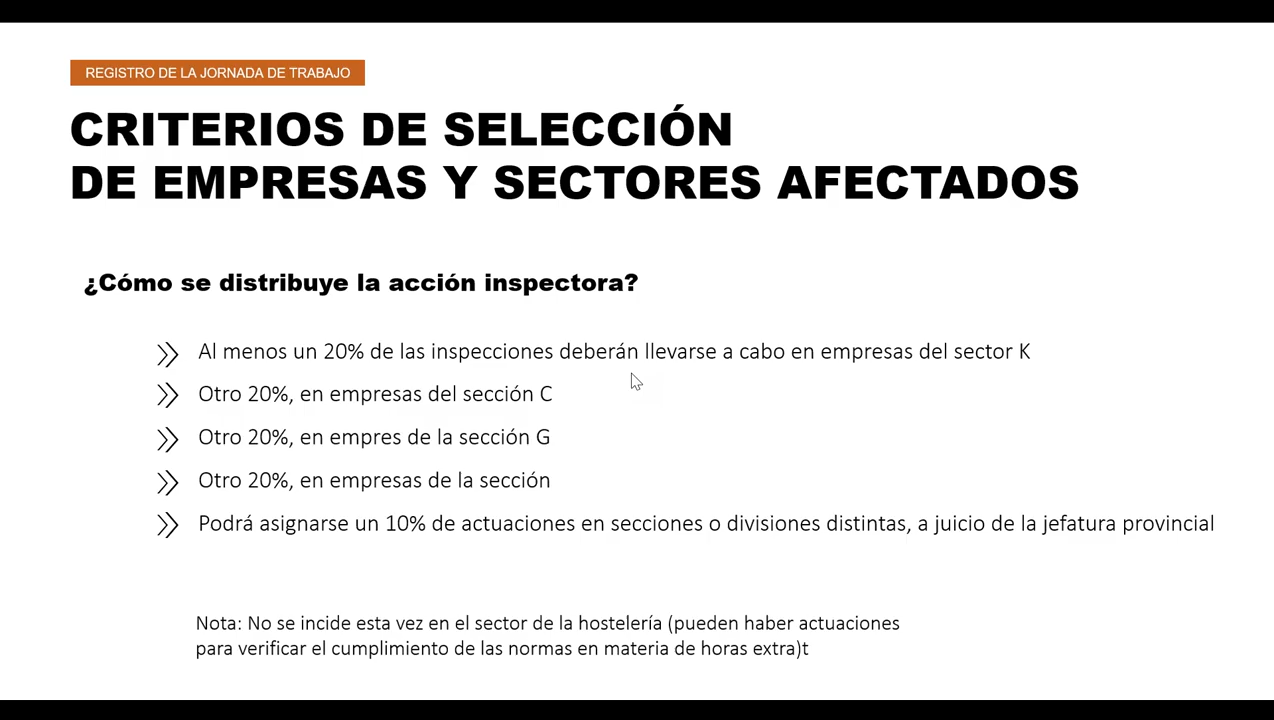 REGISTRO DE LA JORNADA DE TRABAJO
CRITERIOS DE SELECCIÓN
DE EMPRESAS Y SECTORES AFECTADOS
¿Cómo se distribuye la acción inspectora?
Al menos un 20% de las inspecciones deberán llevarse a cabo en empresas del sector K
Otro 20%, en empresas del sección C
Otro 20%, en empres de la sección G
Otro 20%, en empresas de la sección
Podrá asignarse un 10% de actuaciones en secciones o divisiones distintas, a juicio de la jefatura provincial
Nota: No se incide esta vez en el sector de la hostelería (pueden haber actuaciones
para verificar el cumplimiento de las normas en materia de horas extra)t